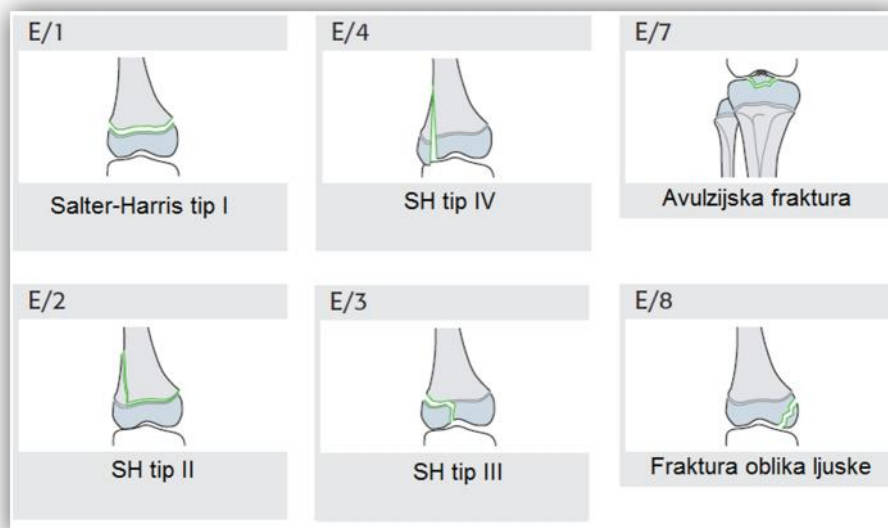 E/1
Salter-Harris tip I
E/4
SH tip IV
E/7
Avulzijska fraktura
E/2
SH tip II
E/3
SH tip III
E/8
Fraktura oblika ljuske